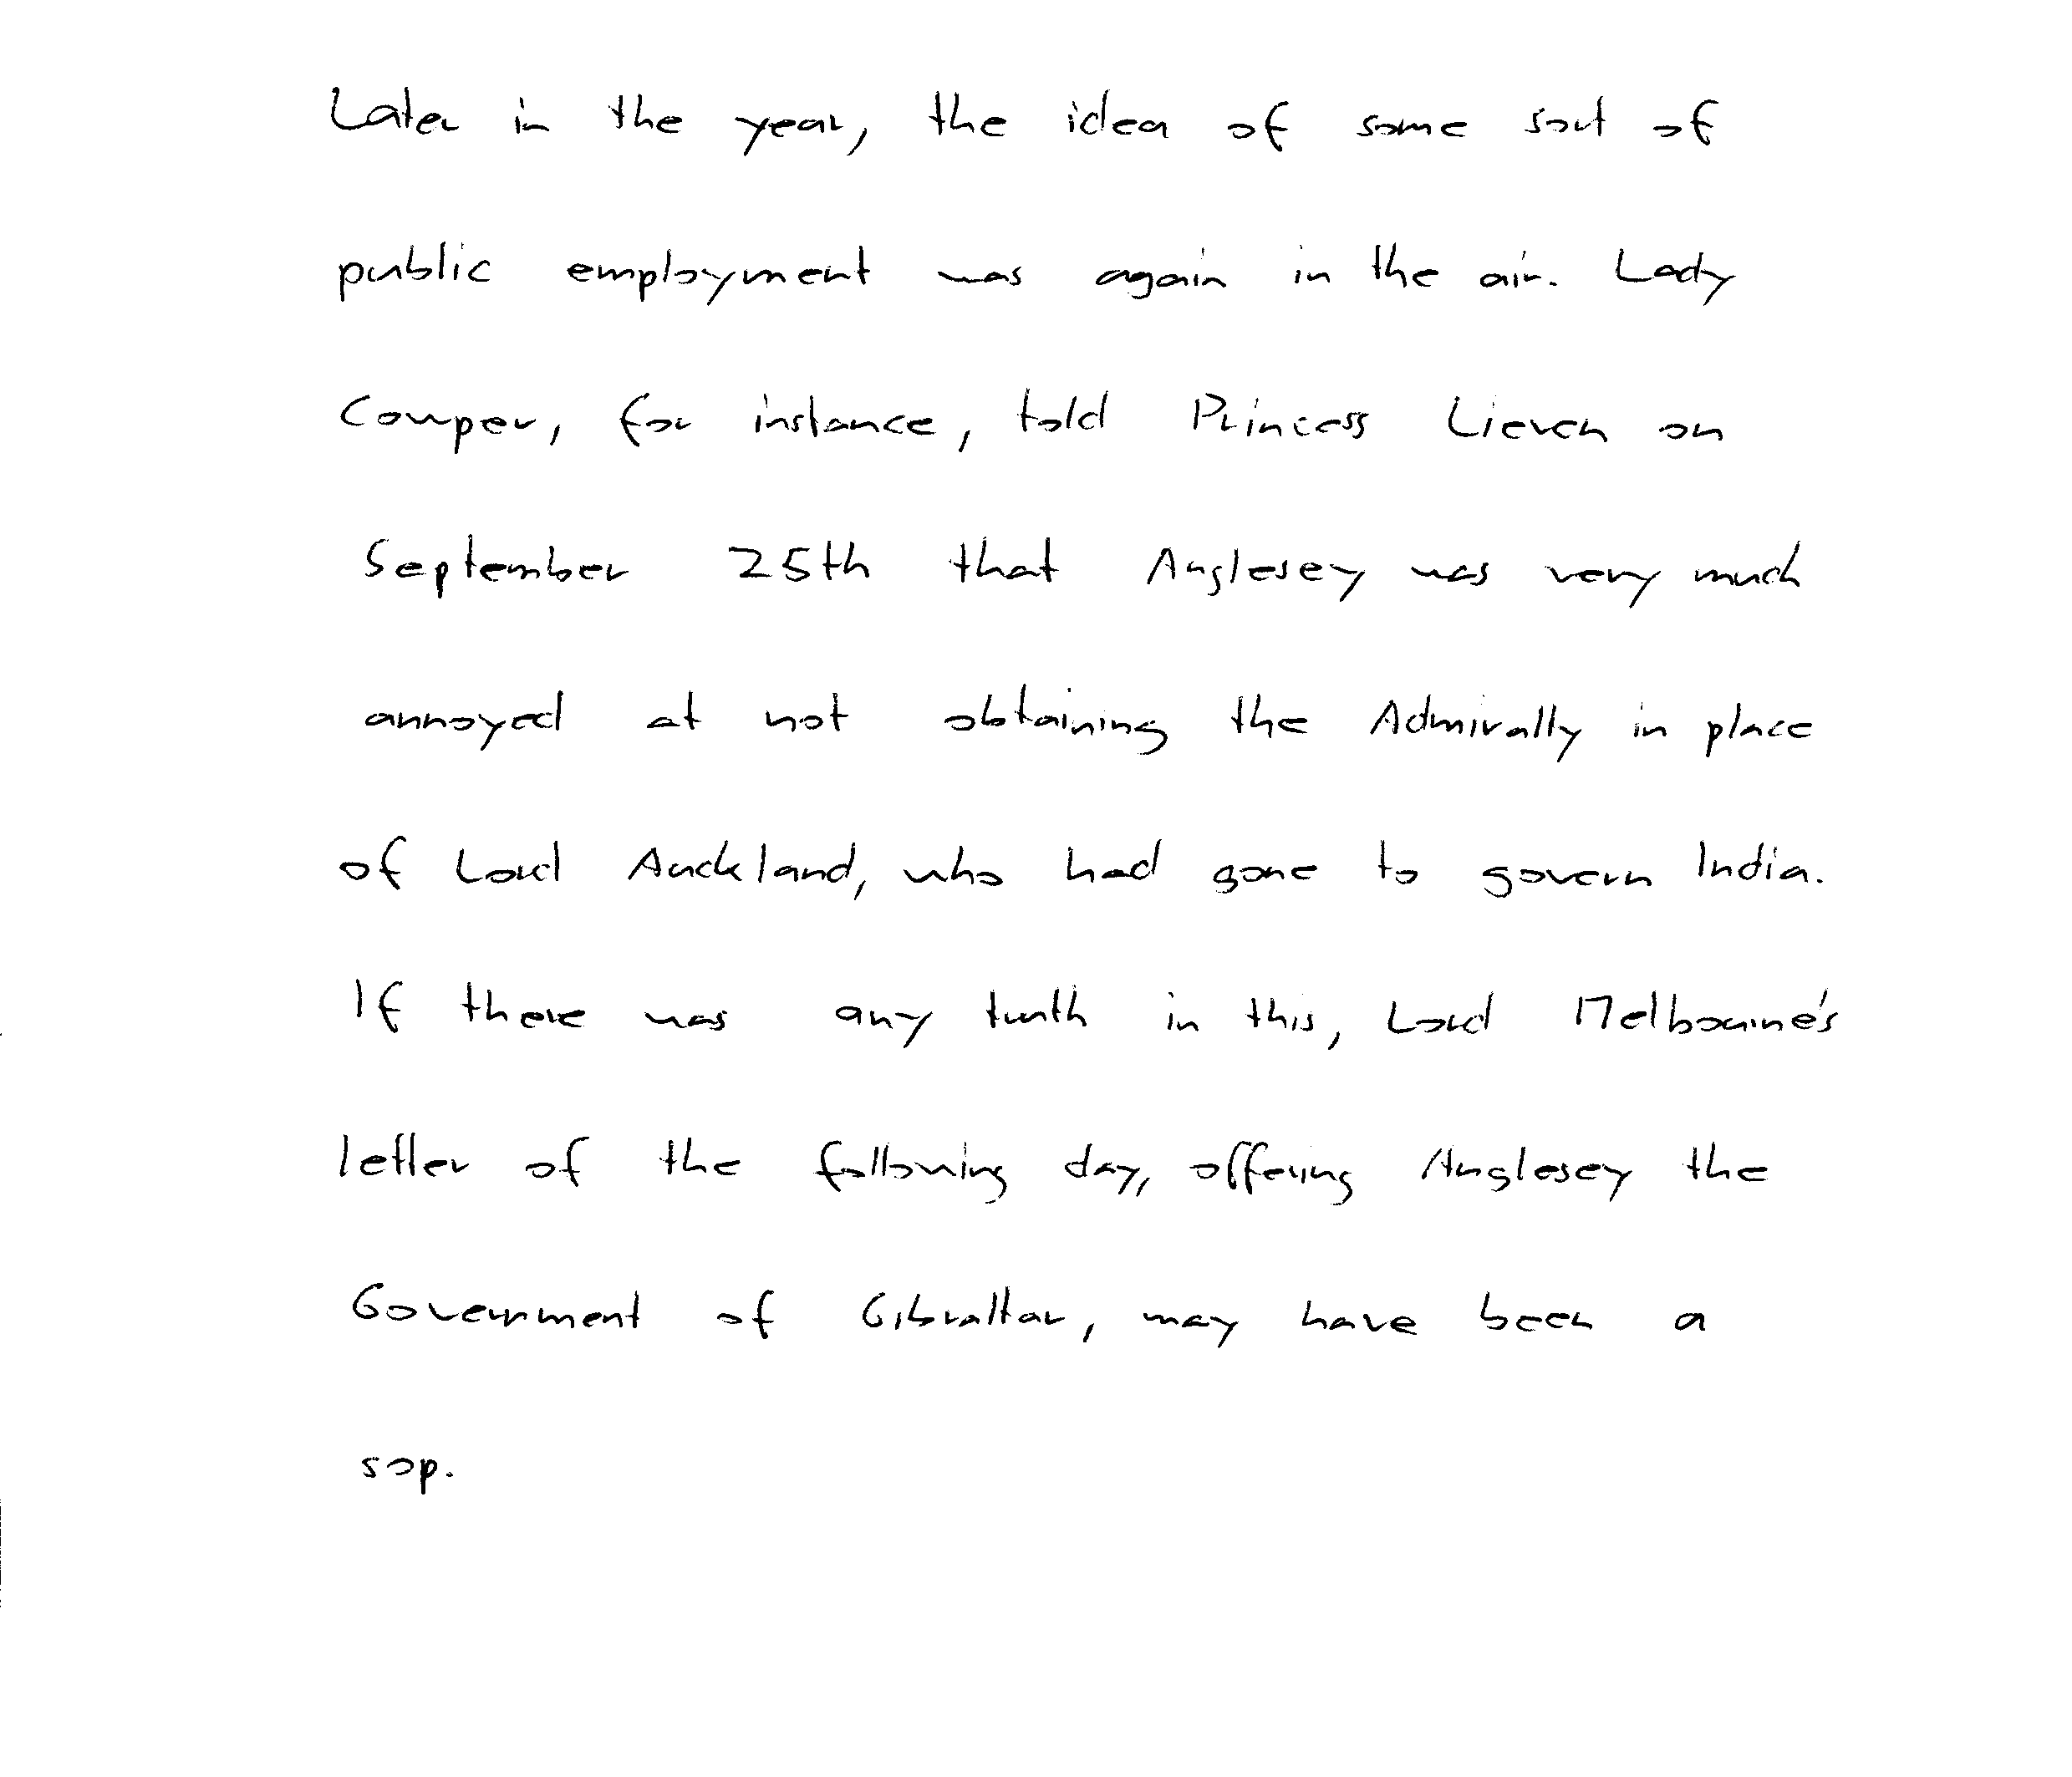 Later in the year, the idea of some sort of
public employment was again in the air. Lady
Cowper, for instance, told Princess Lieven on
September 25th that Anglesey was very much
annoyed at not obtaining the Admiralty in place
of Lord Auckland, who had gone to govern India.
If there was any truth in this, Lord Melbourne's
letter of the following day, offering Anglesey the
Government of Gibraltar, may have been a
sop.